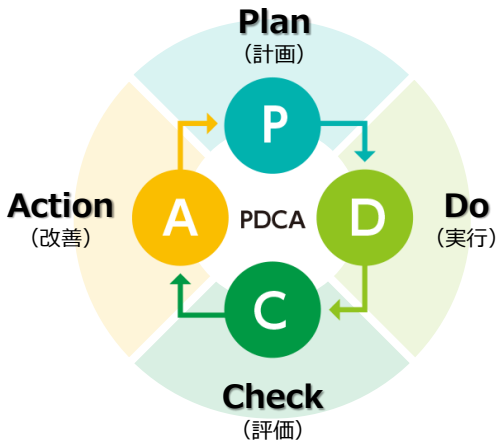 Plan
（計画）
P
Action
（改善）
A
PDCA
D
Do
（実行）
C
Check
（評価）